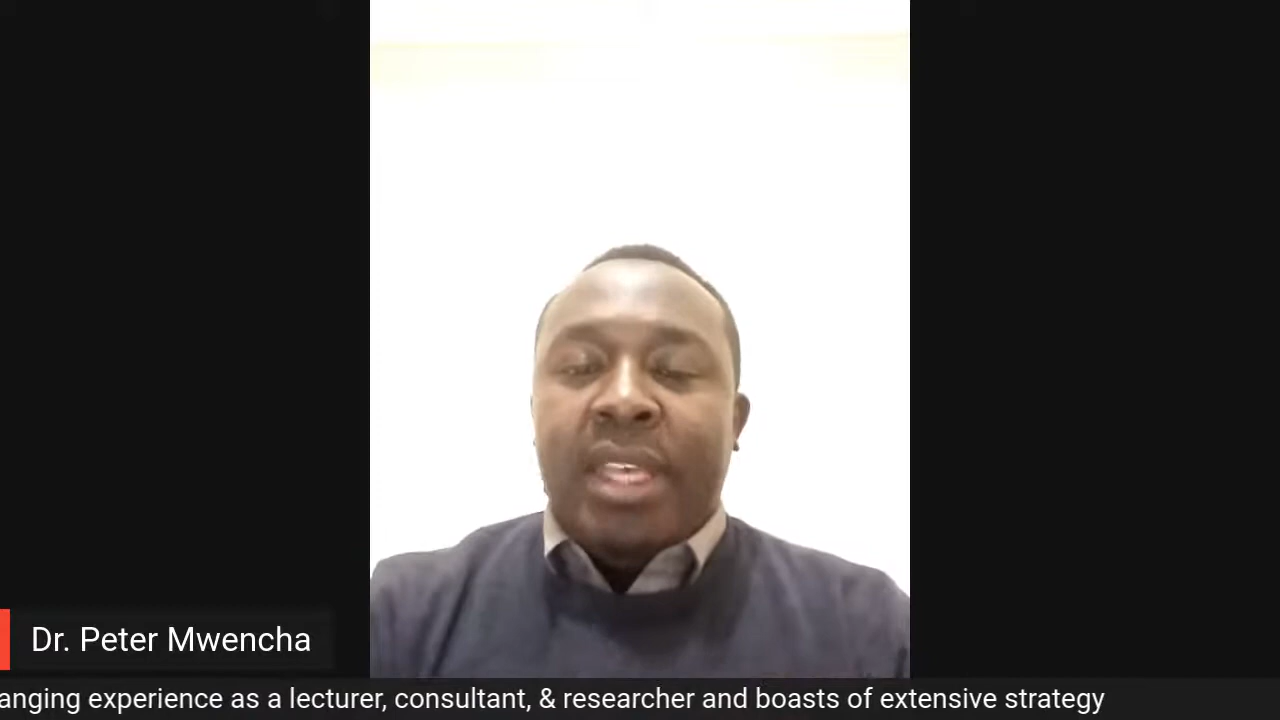 Dr. Peter Mwencha
anging experience as a lecturer, consultant, & researcher and boasts of extensive strategy